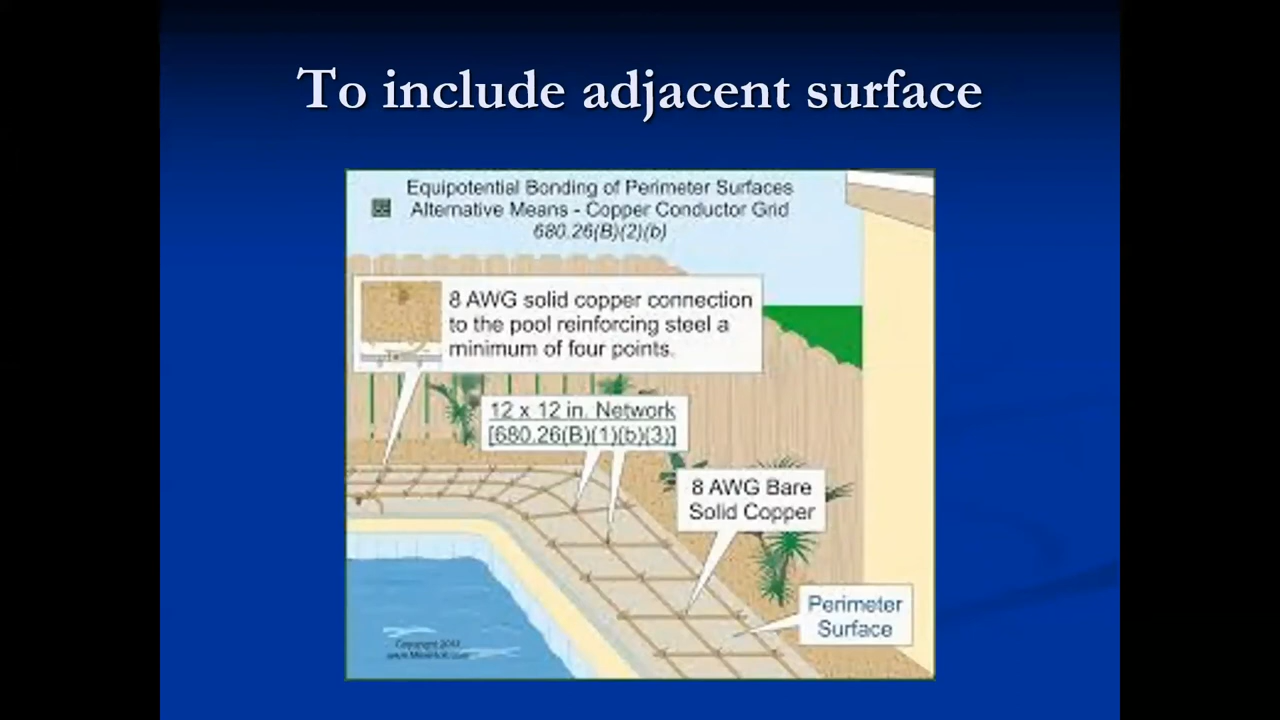 To include adjacent surface
Equipotential Bonding of Perimeter Surfaces
Alternative Means - Copper Conductor Grid
680.26(B)(2)(b)
8 AWG solid copper connection
to the pool reinforcing steel a
minimum of four points.
12 x 12 in. Network
[680.26(B)(1)(b)(3)]
8 AWG Bare
Solid Copper
Perimeter
Surface
Copyright